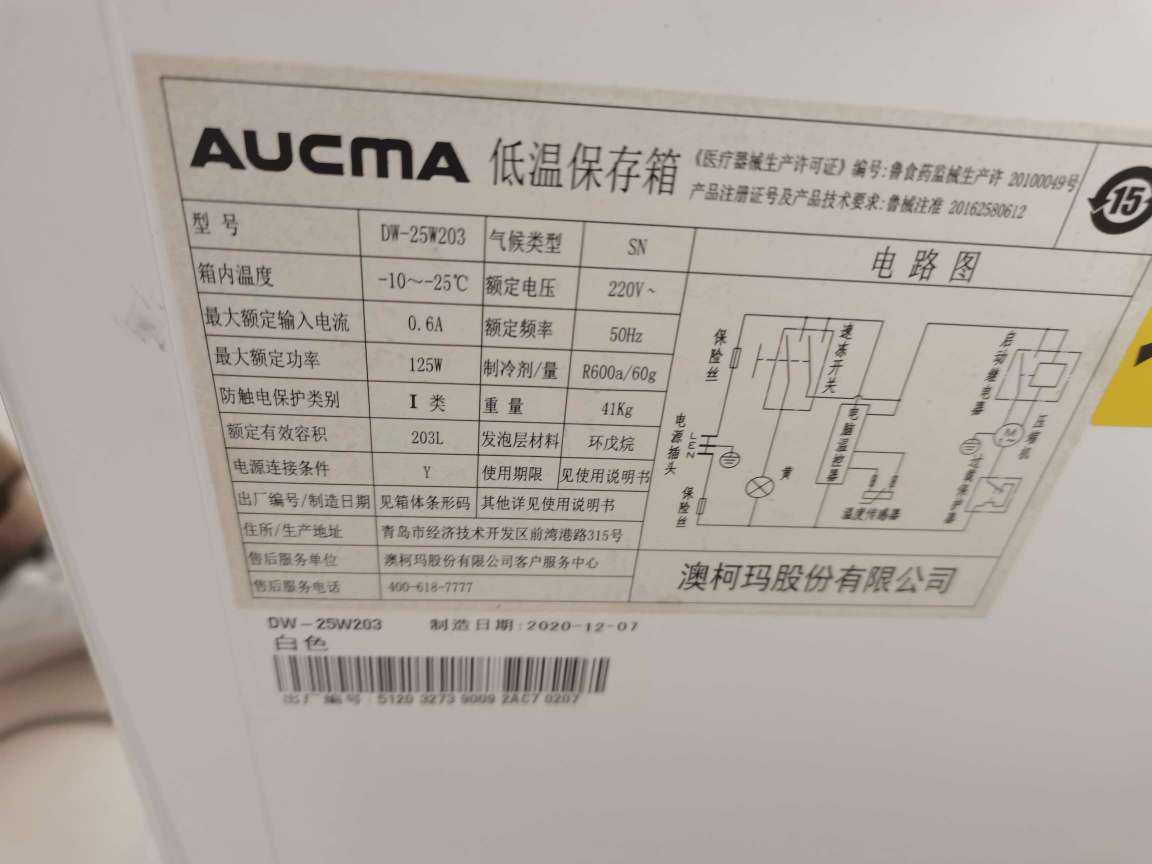 AUCMA 低温保存箱
《医疗器械生产许可证》编号:鲁食药监械生产许 20100049号
产品注册证号及产品技术要求:鲁械注准 20162580612
15
型号 DW-25W203 气候类型 SN
箱内温度 -10～-25℃ 额定电压 220V~
最大额定输入电流 0.6A 额定频率 50Hz
最大额定功率 125W 制冷剂/量 R600a/60g
防触电保护类别 I 类 重量 41Kg
额定有效容积 203L 发泡层材料 环戊烷
电源连接条件 Y 使用期限 见使用说明书
出厂编号/制造日期 见箱体条形码 其他详见使用说明书
住所/生产地址 青岛市经济技术开发区前湾港路315号
售后服务单位 澳柯玛股份有限公司客户服务中心
售后服务电话 400-618-7777
电路图
保险丝
速冻开关
启动继电器
电源插头
L
E
N
电脑温控器
M
压缩机
黄
过载保护器
保险丝
温度传感器
澳柯玛股份有限公司
DW-25W203 制造日期:2020-12-07
白色
出厂编号:5120 3273 9009 2AC7 0207